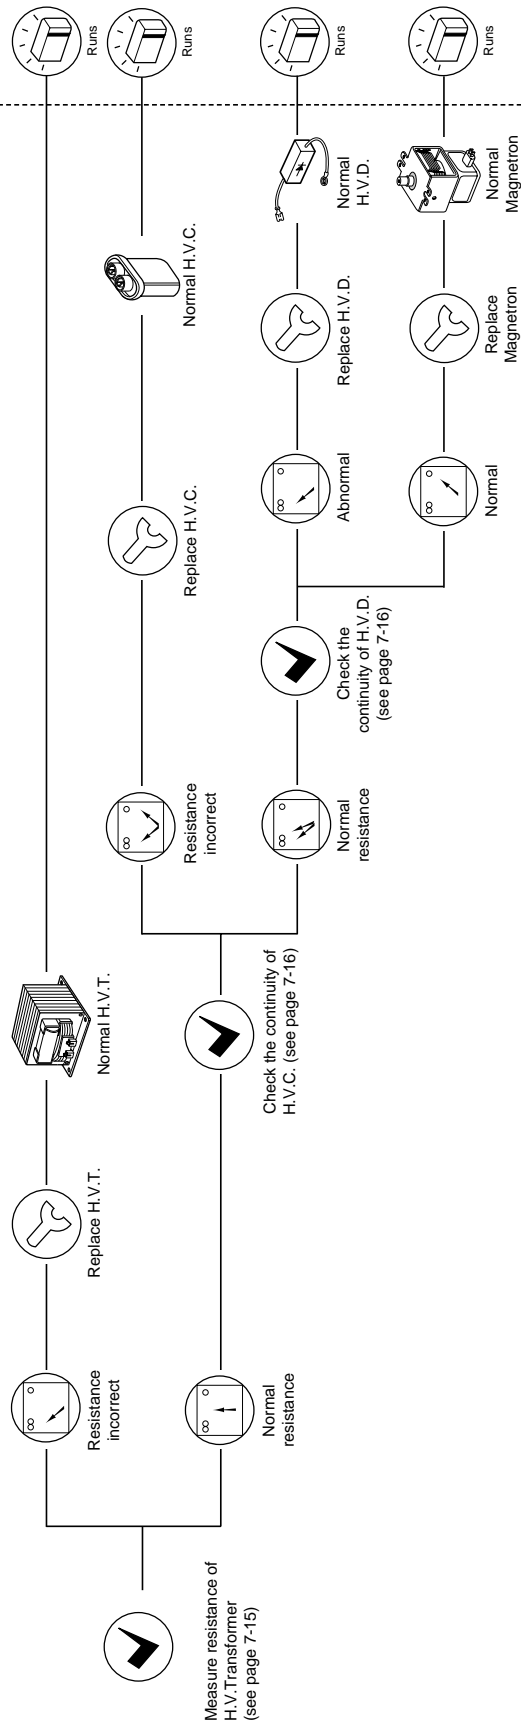 Measure resistance of
H.V.Transformer
(see page 7-15)
Resistance
incorrect
Replace H.V.T.
Normal H.V.T.
Runs
Normal
resistance
Check the continuity of
H.V.C. (see page 7-16)
Resistance
incorrect
Replace H.V.C.
Normal H.V.C.
Runs
Normal
resistance
Check the
continuity of H.V.D.
(see page 7-16)
Abnormal
Replace H.V.D.
Normal
H.V.D.
Runs
Normal
Replace
Magnetron
Normal
Magnetron
Runs